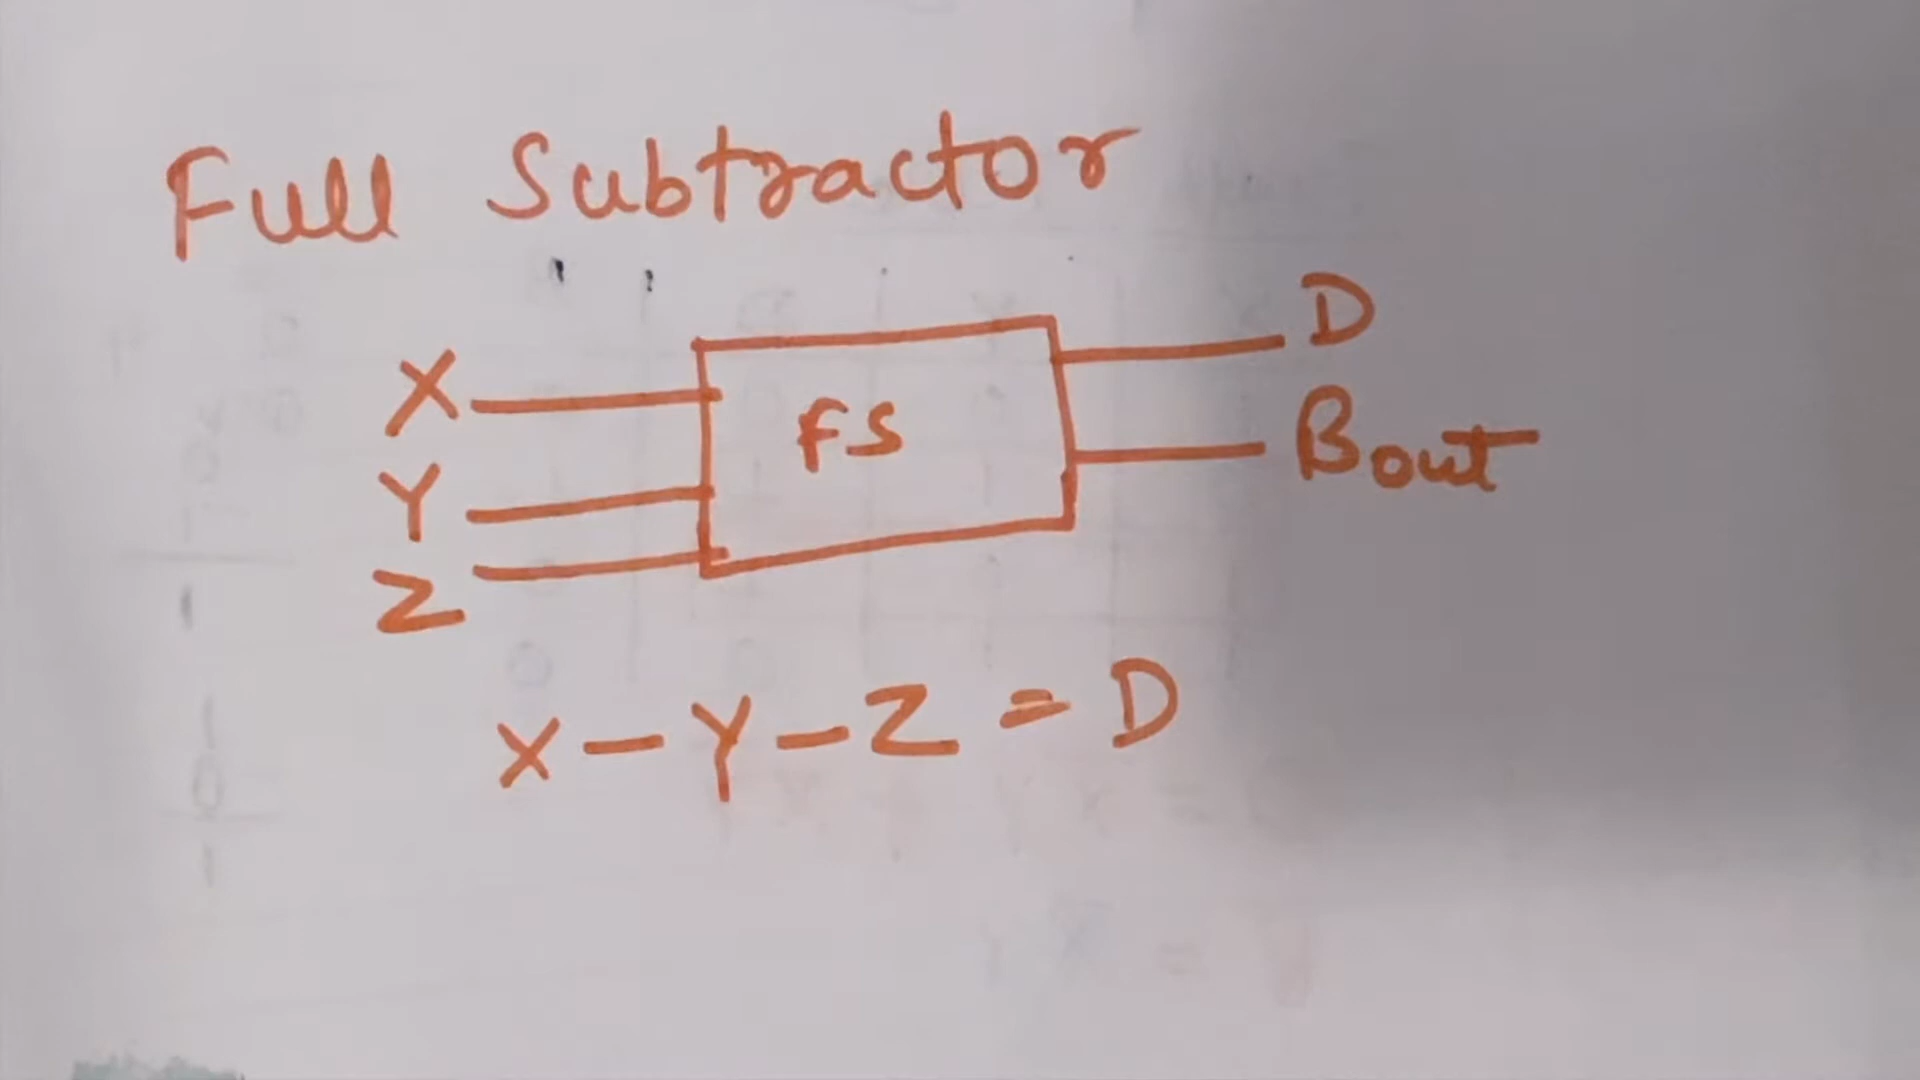 Full Subtractor
D
X
FS
Bout
Y
Z
X - Y - Z = D